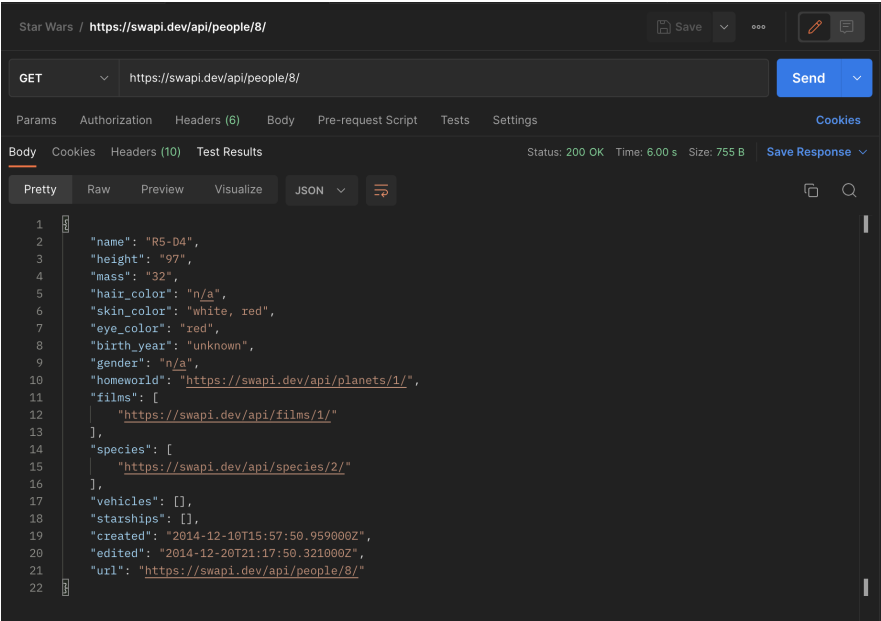 Star Wars / https://swapi.dev/api/people/8/ Save
GET https://swapi.dev/api/people/8/ Send
Params Authorization Headers (6) Body Pre-request Script Tests Settings Cookies
Body Cookies Headers (10) Test Results Status: 200 OK Time: 6.00 s Size: 755 B Save Response
Pretty Raw Preview Visualize JSON
1 {
2 "name": "R5-D4",
3 "height": "97",
4 "mass": "32",
5 "hair_color": "n/a",
6 "skin_color": "white, red",
7 "eye_color": "red",
8 "birth_year": "unknown",
9 "gender": "n/a",
10 "homeworld": "https://swapi.dev/api/planets/1/",
11 "films": [
12 "https://swapi.dev/api/films/1/"
13 ],
14 "species": [
15 "https://swapi.dev/api/species/2/"
16 ],
17 "vehicles": [],
18 "starships": [],
19 "created": "2014-12-10T15:57:50.959000Z",
20 "edited": "2014-12-20T21:17:50.321000Z",
21 "url": "https://swapi.dev/api/people/8/"
22 }